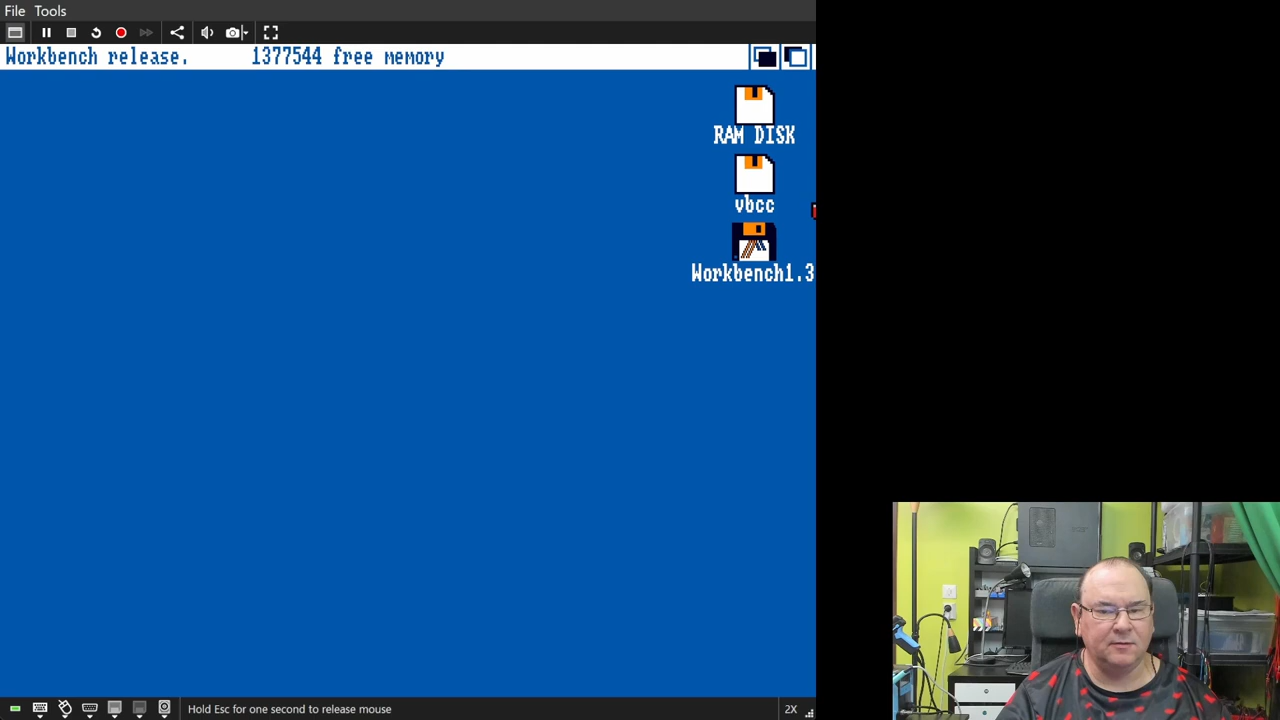 File Tools
Workbench release. 1377544 free memory
RAM DISK
vbcc
Workbench1.3
Hold Esc for one second to release mouse
2X